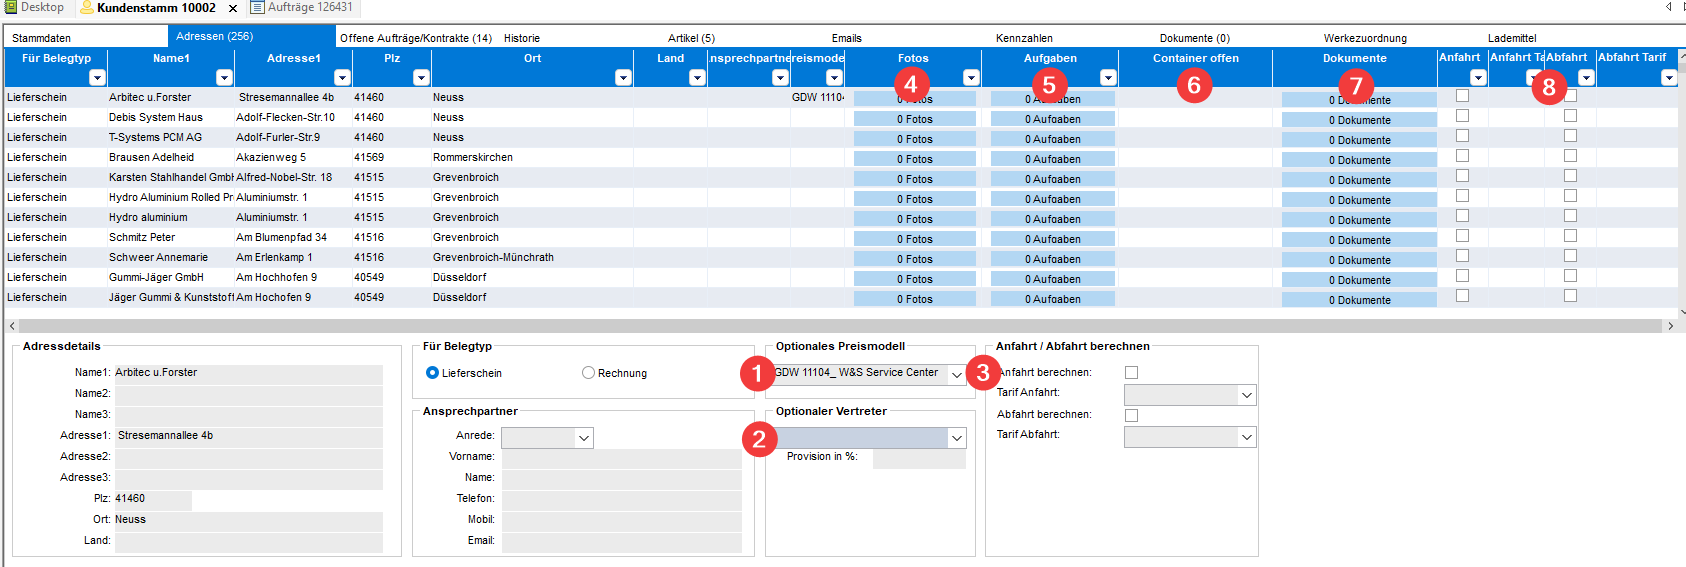 Desktop Kundenstamm 10002 Aufträge 126431
Stammdaten Adressen (256) Offene Aufträge/Kontrakte (14) Historie Artikel (5) Emails Kennzahlen Dokumente (0) Werkezuordnung Lademittel
Für Belegtyp Name1 Adresse1 Plz Ort Land nsprechpartne reismode Fotos Aufgaben Container offen Dokumente Anfahrt Anfahrt Ta Abfahrt Abfahrt Tarif
4 5 6 7 8
Lieferschein Arbitec u.Forster Stresemannallee 4b 41460 Neuss GDW 1110 0 Fotos 0 Aufgaben 0 Dokumente
Lieferschein Debis System Haus Adolf-Flecken-Str.10 41460 Neuss 0 Fotos 0 Aufgaben 0 Dokumente
Lieferschein T-Systems PCM AG Adolf-Furler-Str.9 41460 Neuss 0 Fotos 0 Aufgaben 0 Dokumente
Lieferschein Brausen Adelheid Akazienweg 5 41569 Rommerskirchen 0 Fotos 0 Aufgaben 0 Dokumente
Lieferschein Karsten Stahlhandel Gmb Alfred-Nobel-Str. 18 41515 Grevenbroich 0 Fotos 0 Aufgaben 0 Dokumente
Lieferschein Hydro Aluminium Rolled Pr Aluminiumstr. 1 41515 Grevenbroich 0 Fotos 0 Aufgaben 0 Dokumente
Lieferschein Hydro aluminium Aluminiumstr. 1 41515 Grevenbroich 0 Fotos 0 Aufgaben 0 Dokumente
Lieferschein Schmitz Peter Am Blumenpfad 34 41516 Grevenbroich 0 Fotos 0 Aufgaben 0 Dokumente
Lieferschein Schweer Annemarie Am Erlenkamp 1 41516 Grevenbroich-Münchrath 0 Fotos 0 Aufgaben 0 Dokumente
Lieferschein Gummi-Jäger GmbH Am Hochhofen 9 40549 Düsseldorf 0 Fotos 0 Aufgaben 0 Dokumente
Lieferschein Jäger Gummi & Kunststof Am Hochofen 9 40549 Düsseldorf 0 Fotos 0 Aufgaben 0 Dokumente
Adressdetails
Name1: Arbitec u.Forster
Name2:
Name3:
Adresse1: Stresemannallee 4b
Adresse2:
Adresse3:
Plz: 41460
Ort: Neuss
Land:
Für Belegtyp
Lieferschein Rechnung
Ansprechpartner
Anrede:
Vorname:
Name:
Telefon:
Mobil:
Email:
Optionales Preismodell
1 GDW 11104_ W&S Service Center
Optionaler Vertreter
2
Provision in %:
3
Anfahrt / Abfahrt berechnen
Anfahrt berechnen:
Tarif Anfahrt:
Abfahrt berechnen:
Tarif Abfahrt: